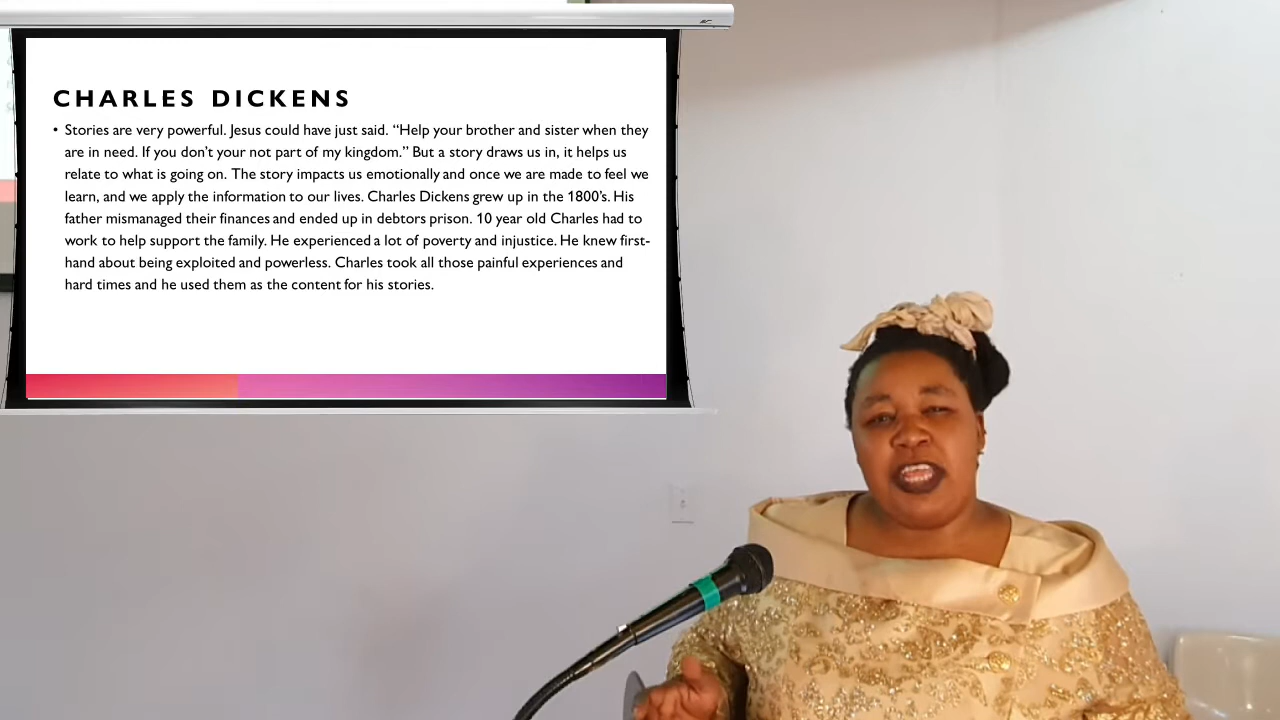 CHARLES DICKENS
• Stories are very powerful. Jesus could have just said. “Help your brother and sister when they
are in need. If you don’t your not part of my kingdom.” But a story draws us in, it helps us
relate to what is going on. The story impacts us emotionally and once we are made to feel we
learn, and we apply the information to our lives. Charles Dickens grew up in the 1800’s. His
father mismanaged their finances and ended up in debtors prison. 10 year old Charles had to
work to help support the family. He experienced a lot of poverty and injustice. He knew first-
hand about being exploited and powerless. Charles took all those painful experiences and
hard times and he used them as the content for his stories.